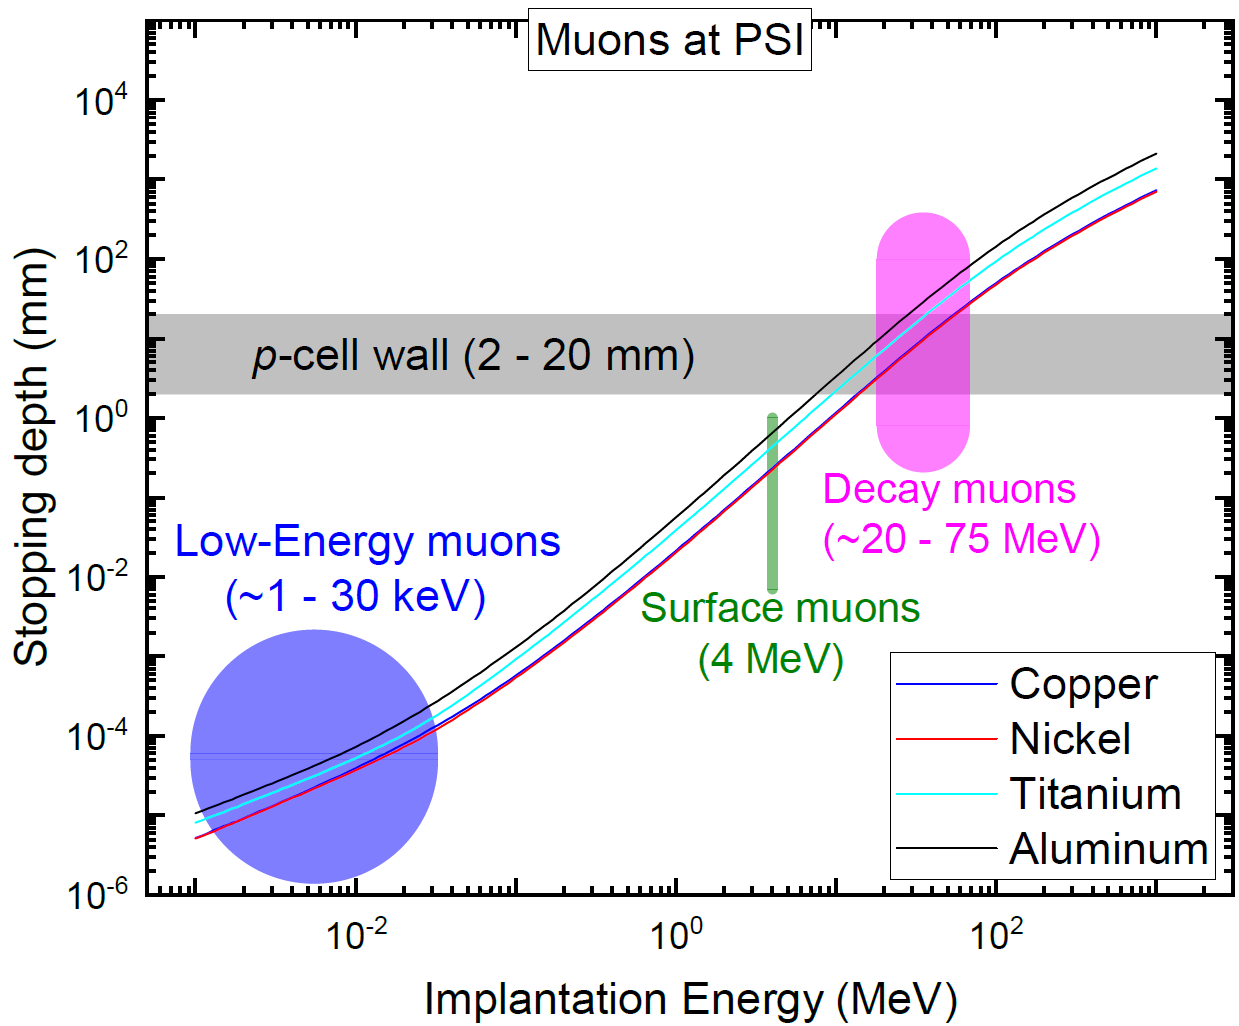 Muons at PSI
10^4
10^2
10^0
10^-2
10^-4
10^-6
Stopping depth (mm)
p-cell wall (2 - 20 mm)
Decay muons
(~20 - 75 MeV)
Low-Energy muons
(~1 - 30 keV)
Surface muons
(4 MeV)
Copper
Nickel
Titanium
Aluminum
10^-2
10^0
10^2
Implantation Energy (MeV)